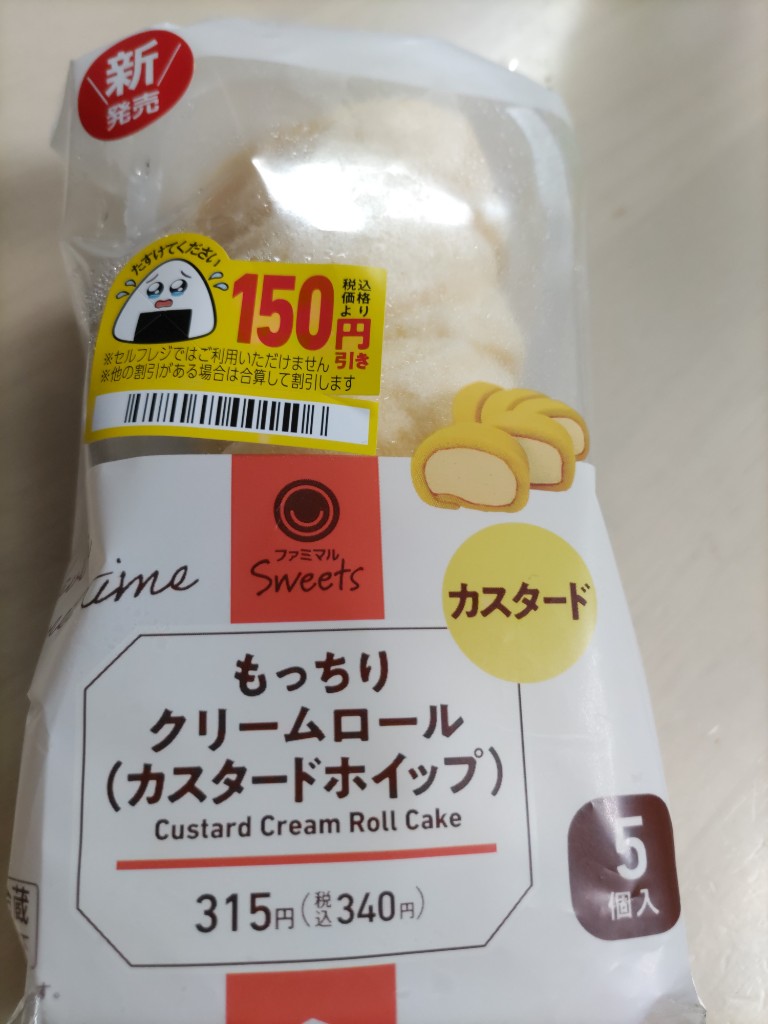 新
発売
たすけてください
150円引き
税込
価格
より
※セルフレジではご利用いただけません
※他の割引がある場合は合算して割引します
time
ファミマル
Sweets
カスタード
もっちり
クリームロール
(カスタードホイップ)
Custard Cream Roll Cake
315円(税込340円)
5
個入
蔵
す。